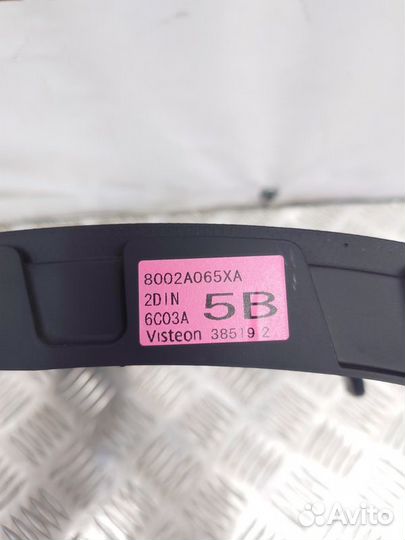 8002A065XA
2DIN
6C03A
5B
Visteon 38519 2
Avito